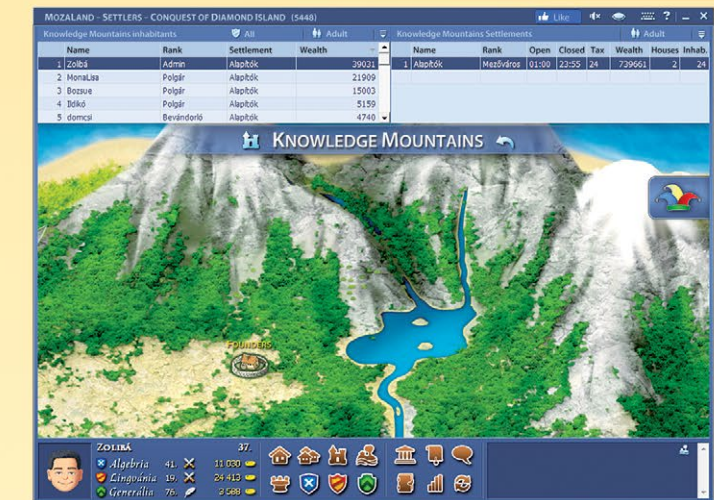 MOZALAND - SETTLERS - CONQUEST OF DIAMOND ISLAND (5448) Like ?
Knowledge Mountains inhabitants All Adult Knowledge Mountains Settlements Adult
Name Rank Settlement Wealth Name Rank Open Closed Tax Wealth Houses Inhab.
1 Zolibá Admin Alapítók 39031 1 Alapítók Mezőváros 01:00 23:55 24 739661 2 24
2 MonaLisa Polgár Alapítók 21909
3 Bozsue Polgár Alapítók 15003
4 Ildikó Polgár Alapítók 5159
5 domcsi Bevándorló Alapítók 4740
KNOWLEDGE MOUNTAINS
FOUNDERS
ZOLIBÁ 37.
Algebria 41. 11 030
Lingvánia 19. 24 413
Generália 76. 3 568